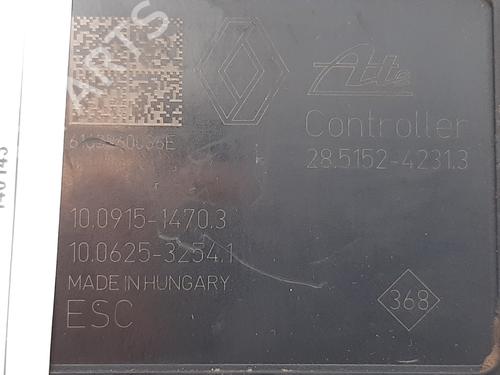 ARTS
Ate
Controller
28.5152-4231.3
10.0915-1470.3
10.0625-3254.1
MADE IN HUNGARY
ESC
368